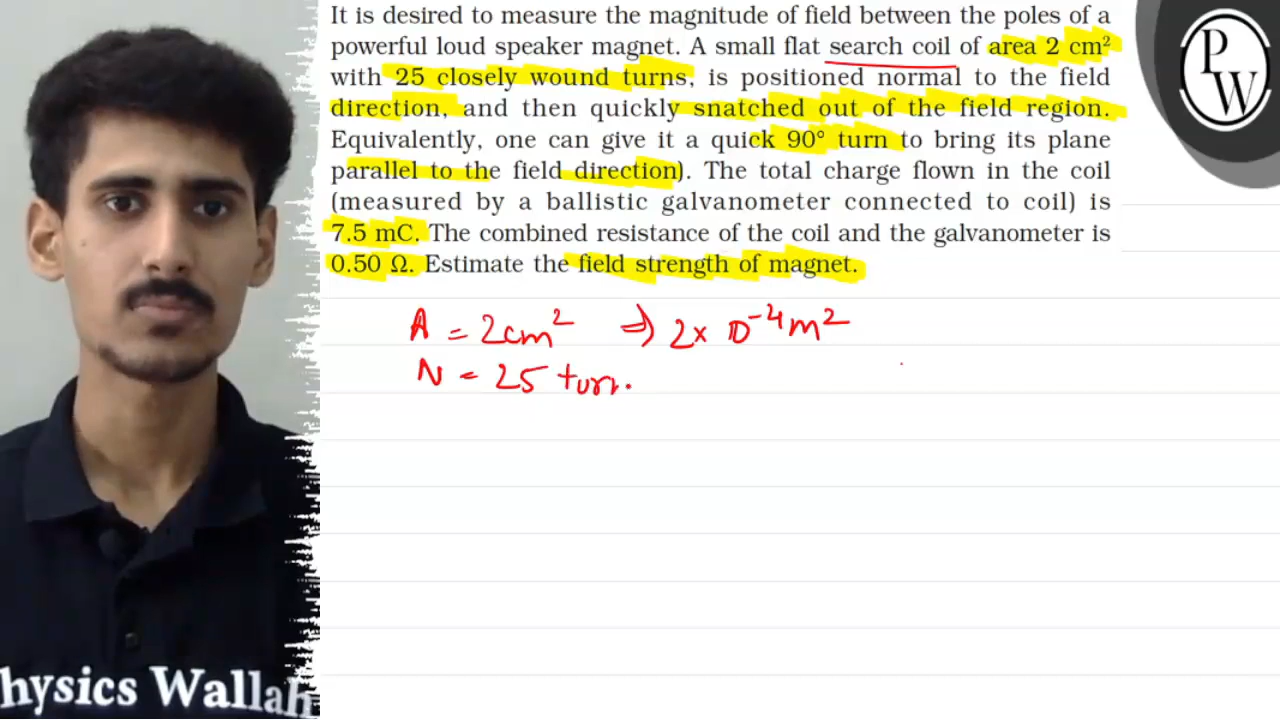 It is desired to measure the magnitude of field between the poles of a
powerful loud speaker magnet. A small flat search coil of area 2 cm²
with 25 closely wound turns, is positioned normal to the field
direction, and then quickly snatched out of the field region.
Equivalently, one can give it a quick 90° turn to bring its plane
parallel to the field direction). The total charge flown in the coil
(measured by a ballistic galvanometer connected to coil) is
7.5 mC. The combined resistance of the coil and the galvanometer is
0.50 Ω. Estimate the field strength of magnet.
A = 2cm² ⇒ 2× 10⁻⁴m²
N = 25 turn.
P
W
hysics Wallah